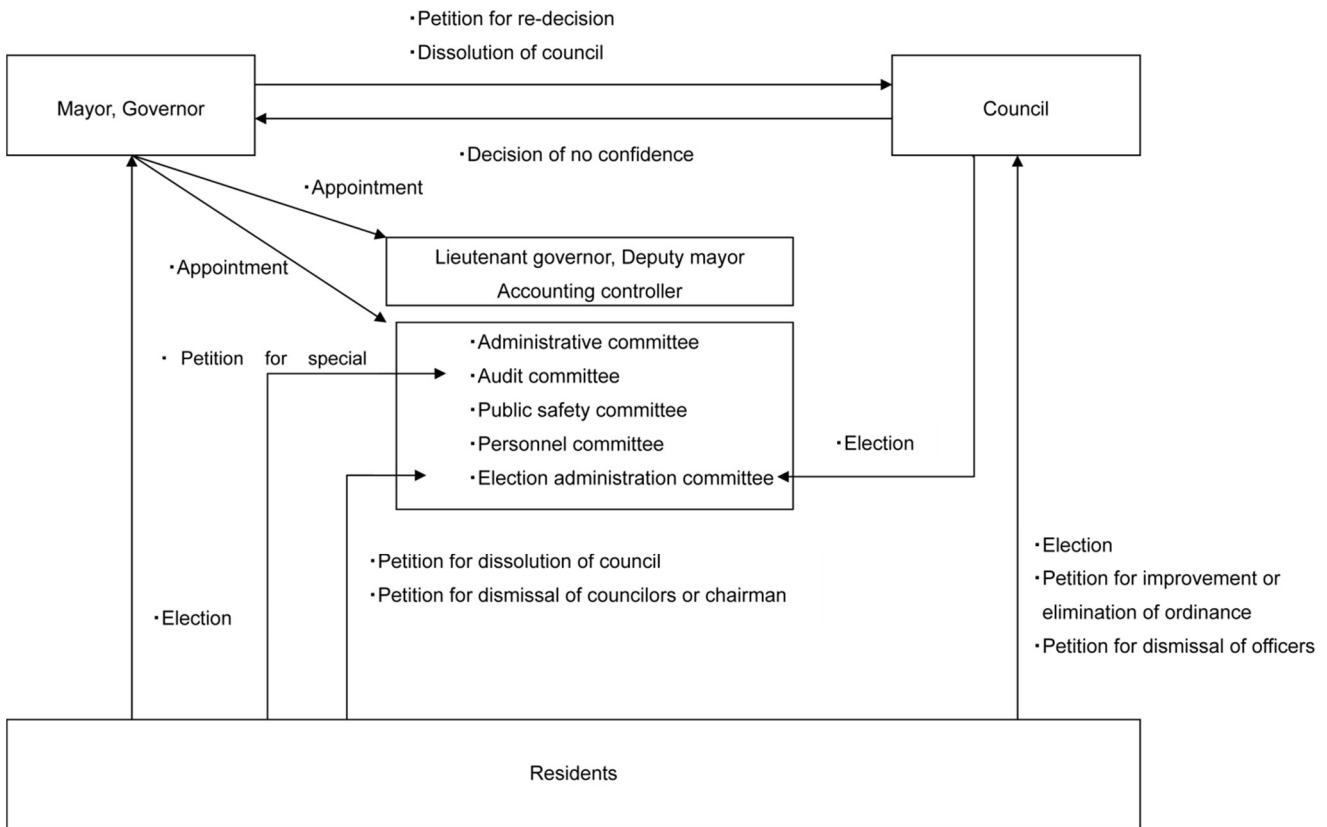 ・Petition for re-decision
・Dissolution of council
Mayor, Governor
Council
・Decision of no confidence
・Appointment
・Appointment
Lieutenant governor, Deputy mayor
Accounting controller
・Petition for special
・Administrative committee
・Audit committee
・Public safety committee
・Personnel committee
・Election administration committee
・Election
・Petition for dissolution of council
・Petition for dismissal of councilors or chairman
・Election
・Election
・Petition for improvement or
elimination of ordinance
・Petition for dismissal of officers
Residents